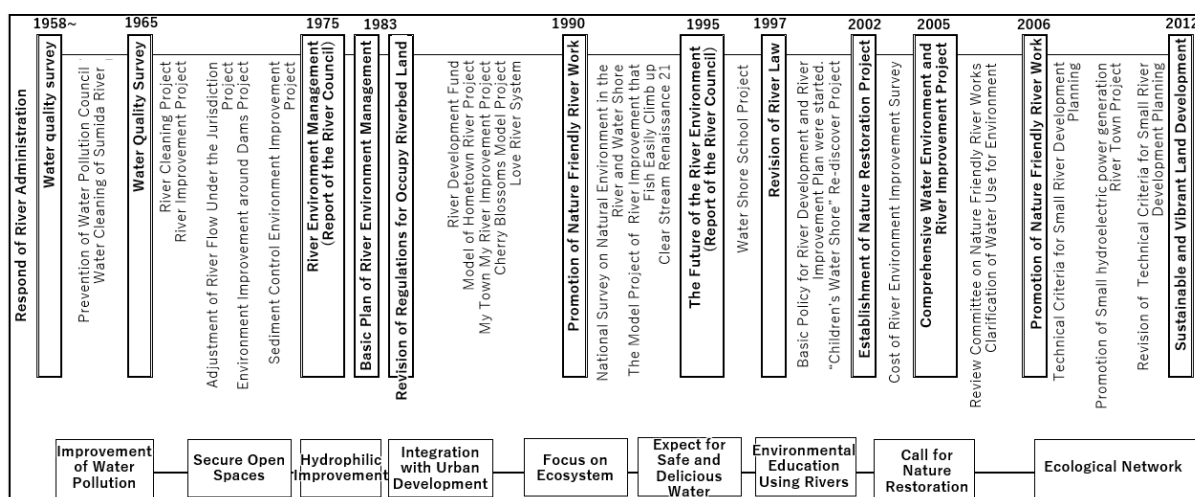 1958~
1965
1975
1983
1990
1995
1997
2002
2005
2006
2012
Respond of River Administration
Water quality survey
Prevention of Water Pollution Council
Water Cleaning of Sumida River
Water Quality Survey
River Cleaning Project
River Improvement Project
Adjustment of River Flow Under the Jurisdiction
Project
Environment Improvement around Dams Project
Sediment Control Environment Improvement
Project
River Environment Management
(Report of the River Council)
Basic Plan of River Environment Management
Revision of Regulations for Occupy Riverbed Land
River Development Fund
Model of Hometown River Project
My Town My River Improvement Project
Cherry Blossoms Model Project
Love River System
Promotion of Nature Friendly River Work
National Survey on Natural Environment in the
River and Water Shore
The Model Project of River Improvement that
Fish Easily Climb up
Clear Stream Renaissance 21
The Future of the River Environment
(Report of the River Council)
Water Shore School Project
Revision of River Law
Basic Policy for River Development and River
Improvement Plan were started.
"Children's Water Shore" Re-discover Project
Establishment of Nature Restoration Project
Cost of River Environment Improvement Survey
Comprehensive Water Environment and
River Improvement Project
Review Committee on Nature Friendly River Works
Clarification of Water Use for Environment
Promotion of Nature Friendly River Work
Technical Criteria for Small River Development
Planning
Promotion of Small hydroelectric power generation
River Town Project
Revision of Technical Criteria for Small River
Development Planning
Sustainable and Vibrant Land Development
Improvement
of Water
Pollution
Secure Open
Spaces
Hydrophilic
Improvement
Integration
with Urban
Development
Focus on
Ecosystem
Expect for
Safe and
Delicious
Water
Environmental
Education
Using Rivers
Call for
Nature
Restoration
Ecological Network